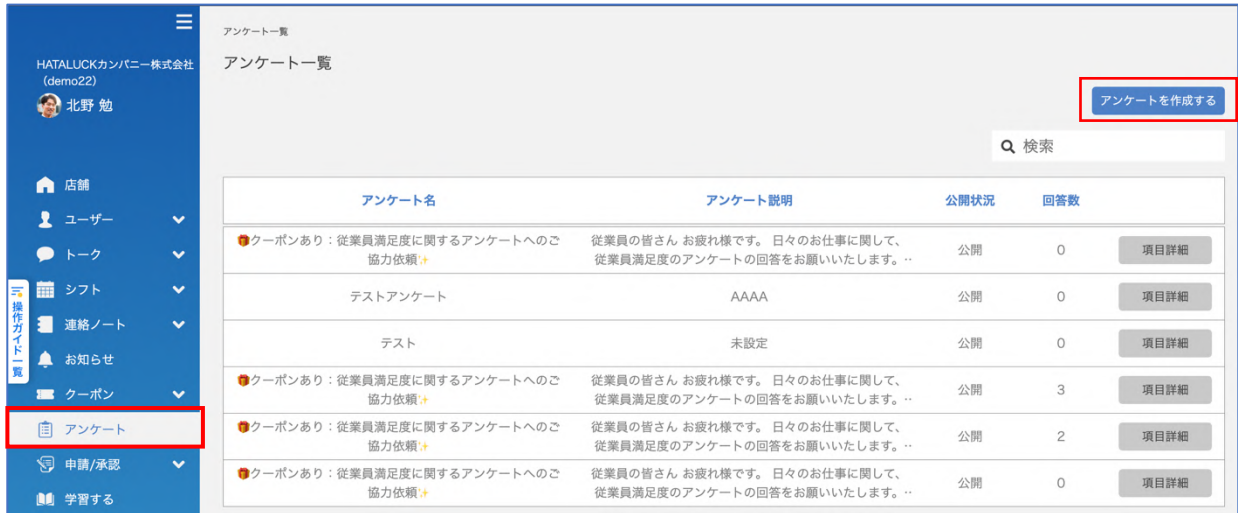 HATALUCKカンパニー株式会社
(demo22)
北野 勉
店舗
ユーザー
トーク
シフト
連絡ノート
お知らせ
クーポン
アンケート
申請/承認
学習する
操作ガイド一覧
アンケート一覧
アンケート一覧
アンケートを作成する
検索
アンケート名 アンケート説明 公開状況 回答数
🎁クーポンあり：従業員満足度に関するアンケートへのご
協力依頼✨
従業員の皆さん お疲れ様です。 日々のお仕事に関して、
従業員満足度のアンケートの回答をお願いいたします。…
公開 0 項目詳細
テストアンケート AAAA 公開 0 項目詳細
テスト 未設定 公開 0 項目詳細
🎁クーポンあり：従業員満足度に関するアンケートへのご
協力依頼✨
従業員の皆さん お疲れ様です。 日々のお仕事に関して、
従業員満足度のアンケートの回答をお願いいたします。…
公開 3 項目詳細
🎁クーポンあり：従業員満足度に関するアンケートへのご
協力依頼✨
従業員の皆さん お疲れ様です。 日々のお仕事に関して、
従業員満足度のアンケートの回答をお願いいたします。…
公開 2 項目詳細
🎁クーポンあり：従業員満足度に関するアンケートへのご
協力依頼✨
従業員の皆さん お疲れ様です。 日々のお仕事に関して、
従業員満足度のアンケートの回答をお願いいたします。…
公開 0 項目詳細